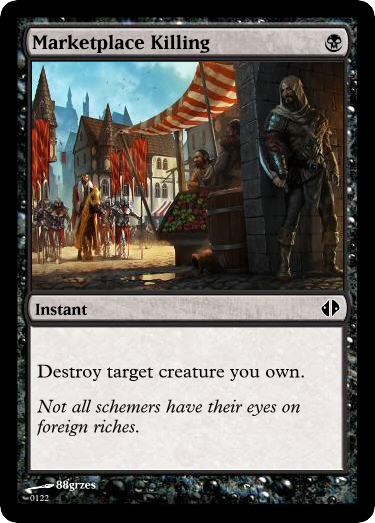 Marketplace Killing
Instant
Destroy target creature you own.
Not all schemers have their eyes on
foreign riches.
88grzes
0122